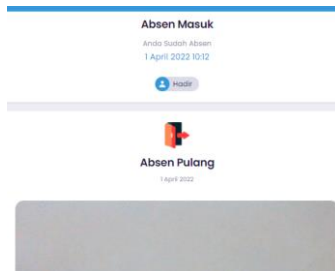 Absen Masuk
Anda Sudah Absen
1 April 2022 10:12
Hadir
Absen Pulang
1 April 2022